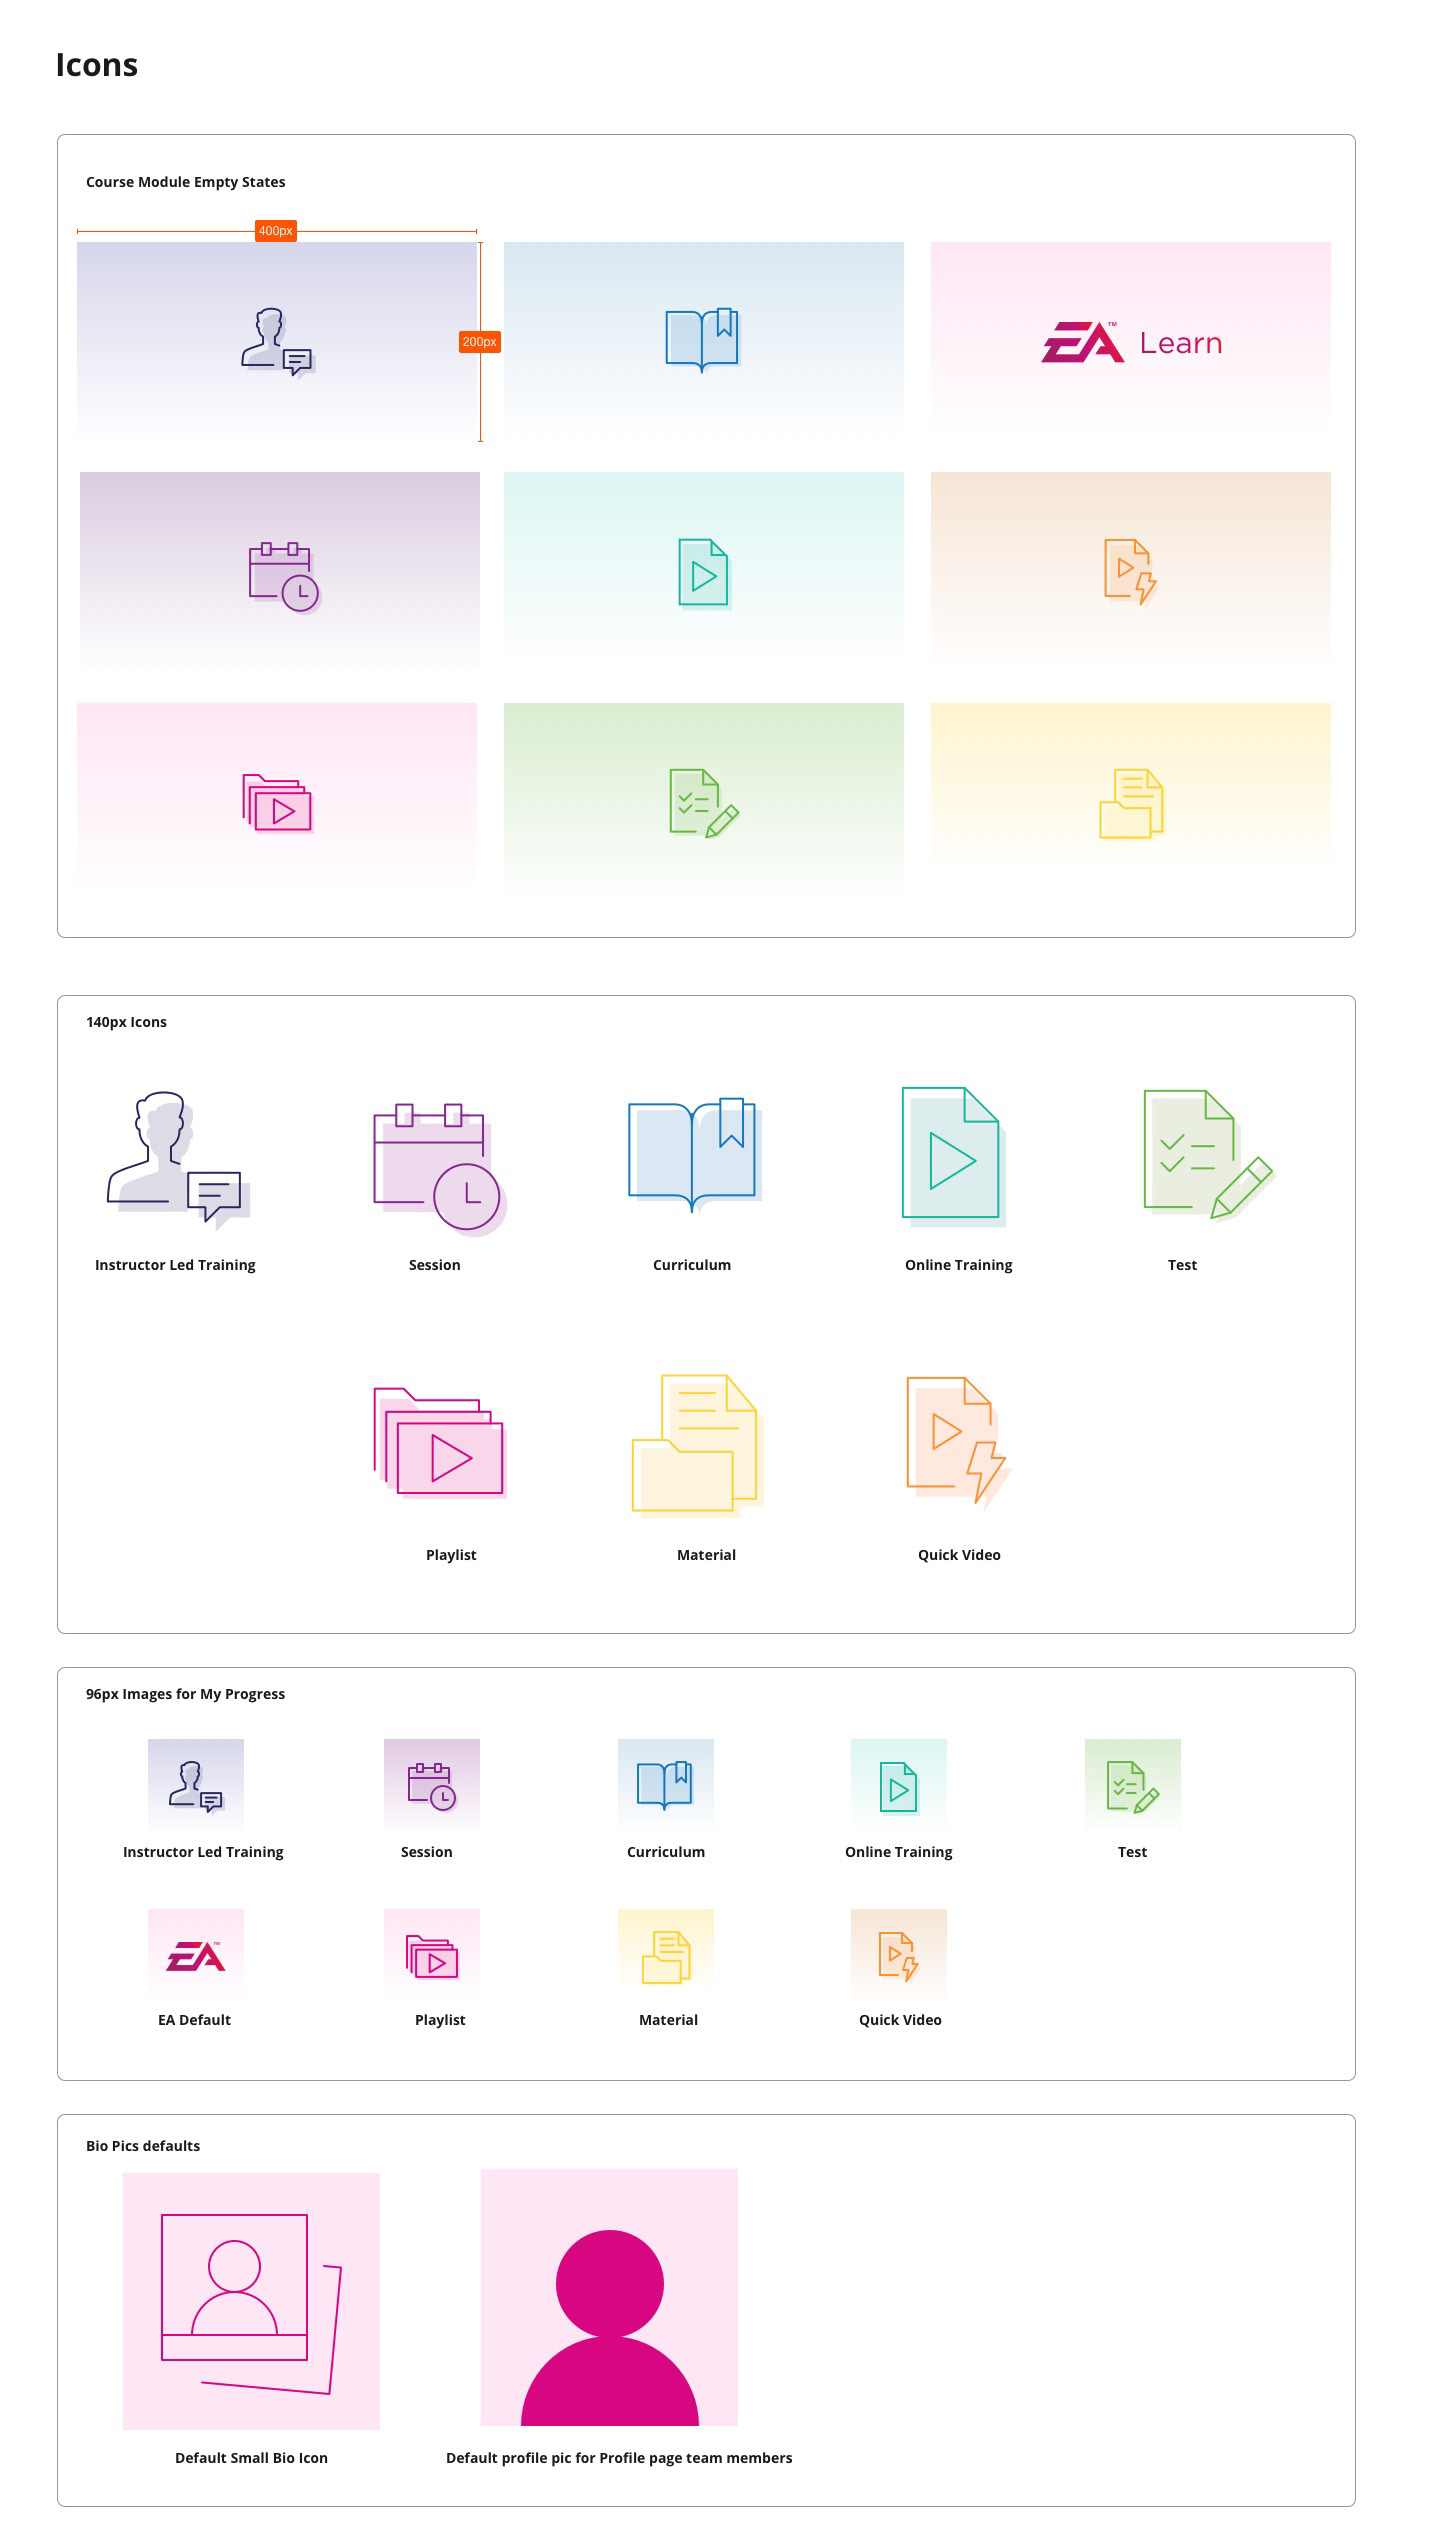 Icons
Course Module Empty States
400px
200px
EA™ Learn
140px Icons
Instructor Led Training
Session
Curriculum
Online Training
Test
Playlist
Material
Quick Video
96px Images for My Progress
Instructor Led Training
Session
Curriculum
Online Training
Test
EA™
EA Default
Playlist
Material
Quick Video
Bio Pics defaults
Default Small Bio Icon
Default profile pic for Profile page team members